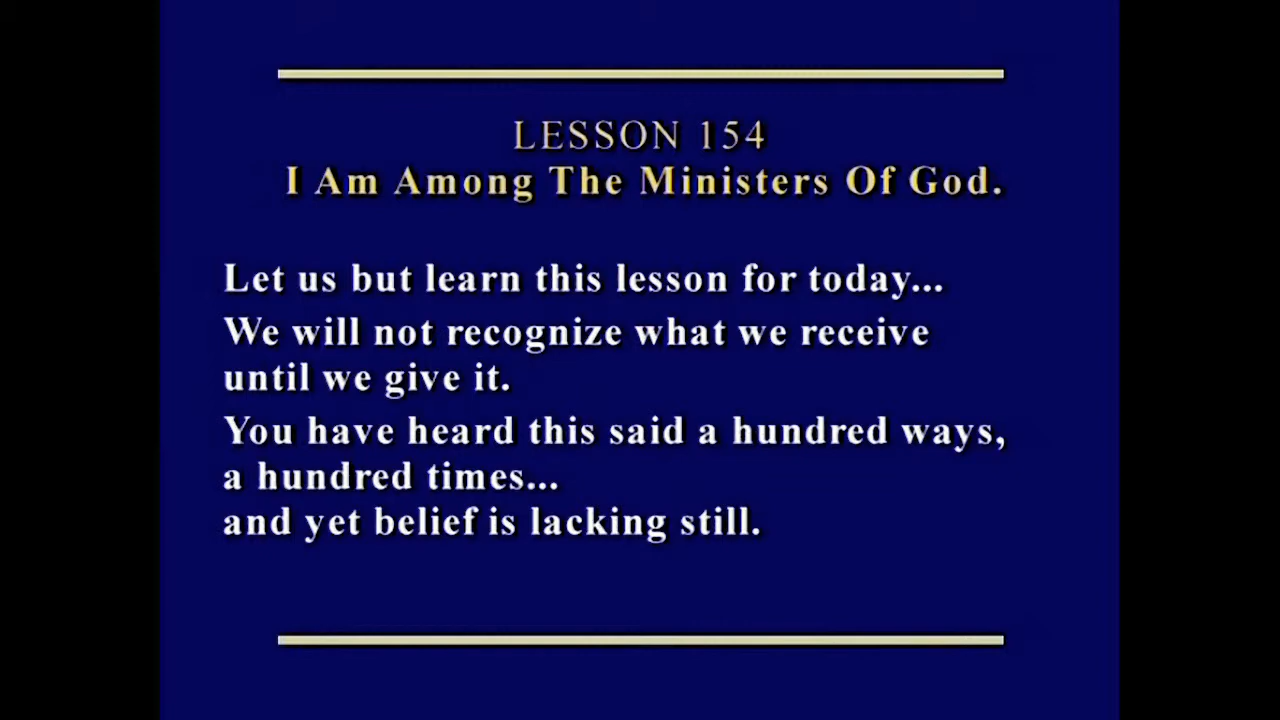 LESSON 154
I Am Among The Ministers Of God.
Let us but learn this lesson for today...
We will not recognize what we receive
until we give it.
You have heard this said a hundred ways,
a hundred times...
and yet belief is lacking still.